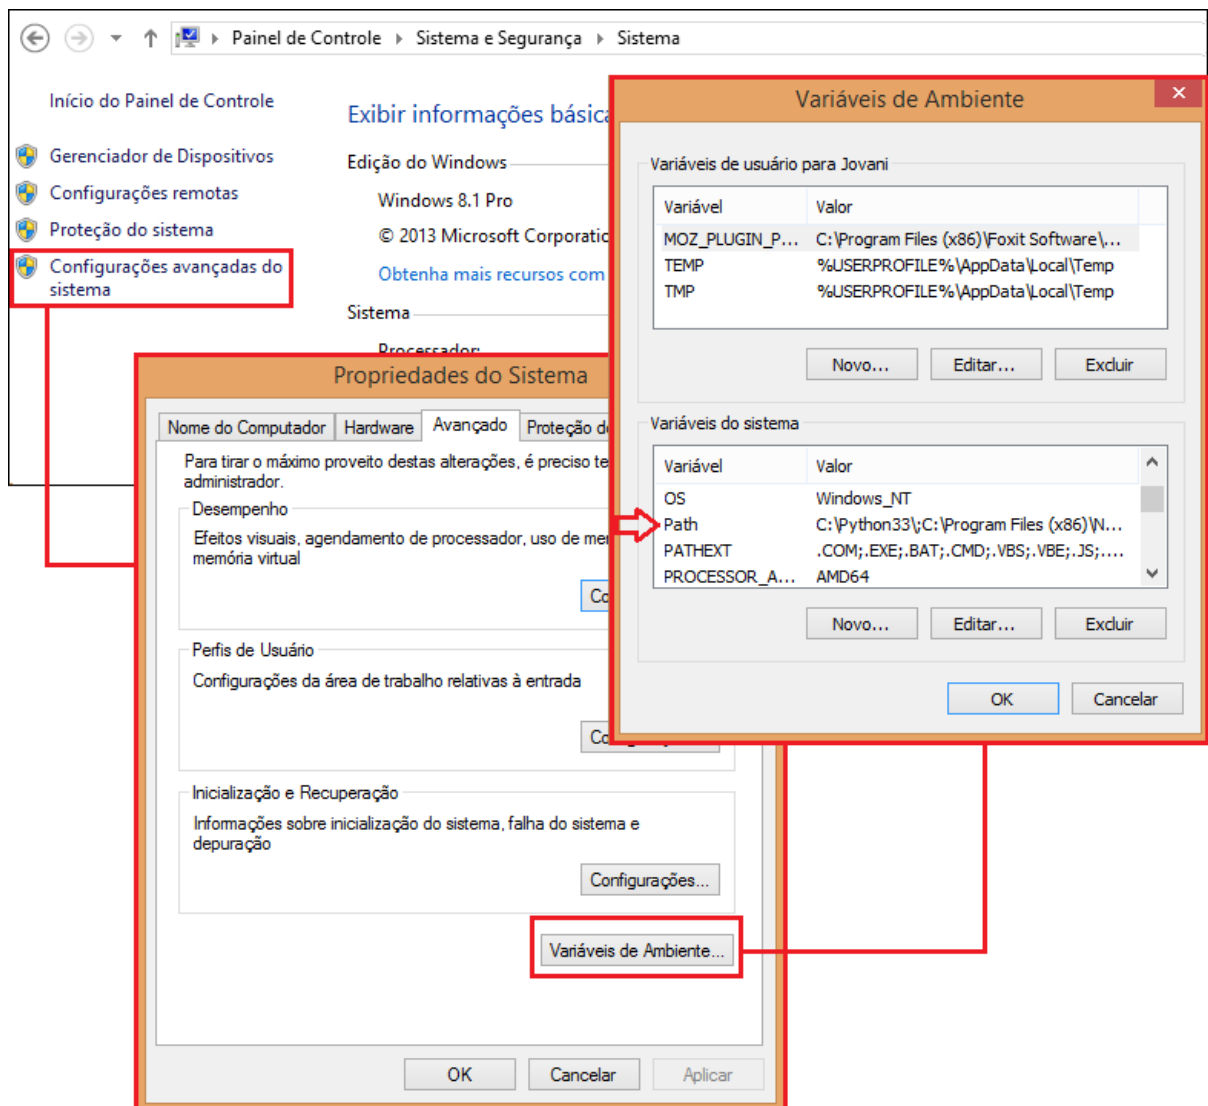 Painel de Controle Sistema e Segurança Sistema
Início do Painel de Controle
Gerenciador de Dispositivos
Configurações remotas
Proteção do sistema
Configurações avançadas do
sistema
Exibir informações básica
Edição do Windows
Windows 8.1 Pro
© 2013 Microsoft Corporatic
Obtenha mais recursos com
Sistema
Processador:
Propriedades do Sistema
Nome do Computador Hardware Avançado Proteção d
Para tirar o máximo proveito destas alterações, é preciso te
administrador.
Desempenho
Efeitos visuais, agendamento de processador, uso de me
memória virtual
Co
Perfis de Usuário
Configurações da área de trabalho relativas à entrada
Inicialização e Recuperação
Informações sobre inicialização do sistema, falha do sistema e
depuração
Configurações...
Variáveis de Ambiente...
OK Cancelar Aplicar
Variáveis de Ambiente
Variáveis de usuário para Jovani
Variável Valor
MOZ_PLUGIN_P... C:\Program Files (x86)\Foxit Software\...
TEMP %USERPROFILE%\AppData\Local\Temp
TMP %USERPROFILE%\AppData\Local\Temp
Novo... Editar... Excluir
Variáveis do sistema
Variável Valor
OS Windows_NT
Path C:\Python33\;C:\Program Files (x86)\N...
PATHEXT .COM;.EXE;.BAT;.CMD;.VBS;.VBE;.JS;....
PROCESSOR_A... AMD64
Novo... Editar... Excluir
OK Cancelar